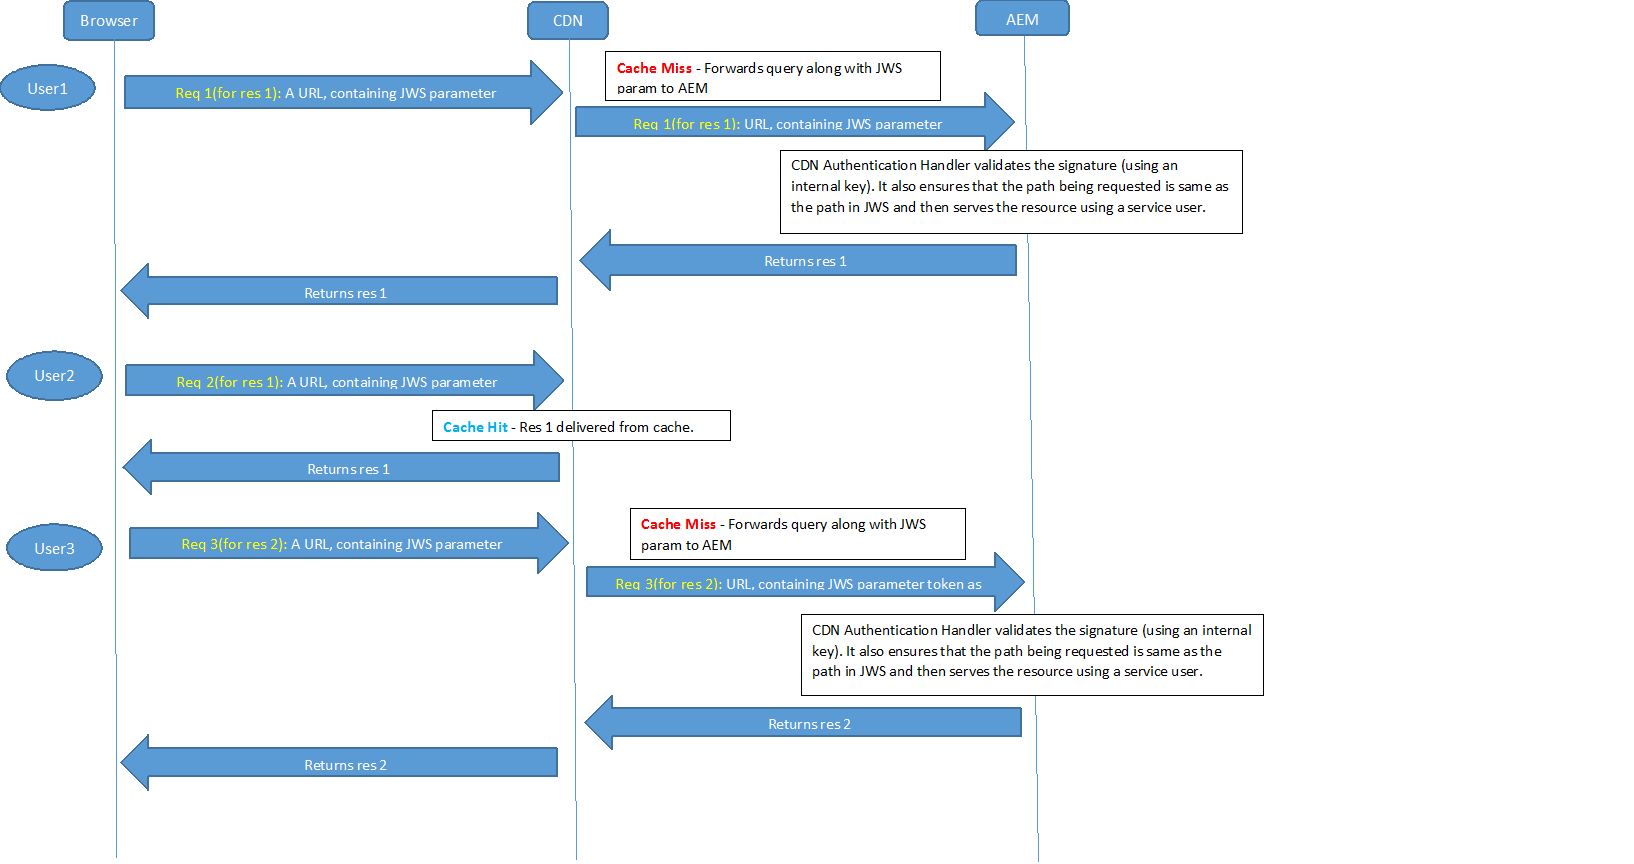 Browser
CDN
AEM
User1
Req 1(for res 1): A URL, containing JWS parameter
Cache Miss - Forwards query along with JWS
param to AEM
Req 1(for res 1): URL, containing JWS parameter
CDN Authentication Handler validates the signature (using an
internal key). It also ensures that the path being requested is same as
the path in JWS and then serves the resource using a service user.
Returns res 1
Returns res 1
User2
Req 2(for res 1): A URL, containing JWS parameter
Cache Hit - Res 1 delivered from cache.
Returns res 1
User3
Req 3(for res 2): A URL, containing JWS parameter
Cache Miss - Forwards query along with JWS
param to AEM
Req 3(for res 2): URL, containing JWS parameter token as
CDN Authentication Handler validates the signature (using an internal
key). It also ensures that the path being requested is same as the
path in JWS and then serves the resource using a service user.
Returns res 2
Returns res 2